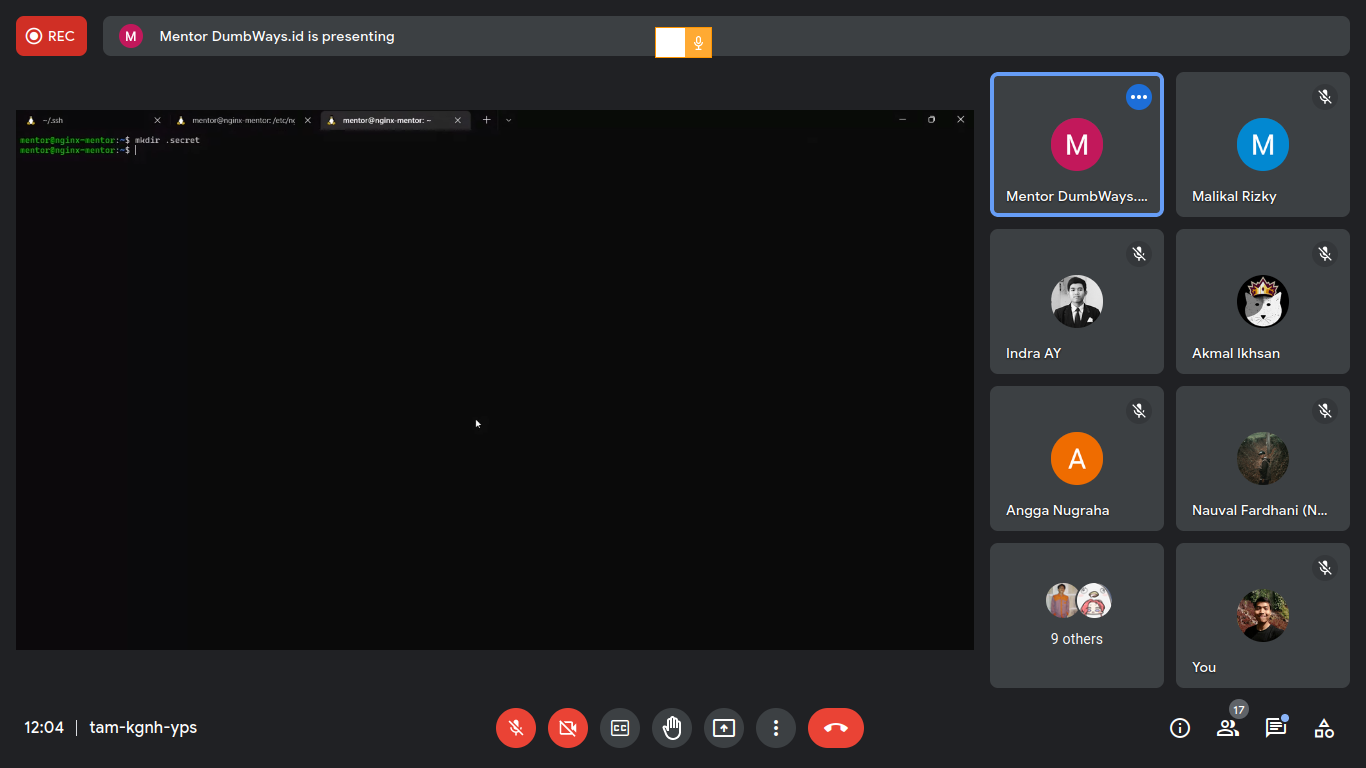 REC
M
Mentor DumbWays.id is presenting
~/.ssh
mentor@nginx-mentor: /etc/ng
mentor@nginx-mentor: ~
mentor@nginx-mentor:~$ mkdir .secret
mentor@nginx-mentor:~$
M
Mentor DumbWays....
M
Malikal Rizky
Indra AY
Akmal Ikhsan
A
Angga Nugraha
Nauval Fardhani (N...
9 others
You
12:04 | tam-kgnh-yps
CC
17